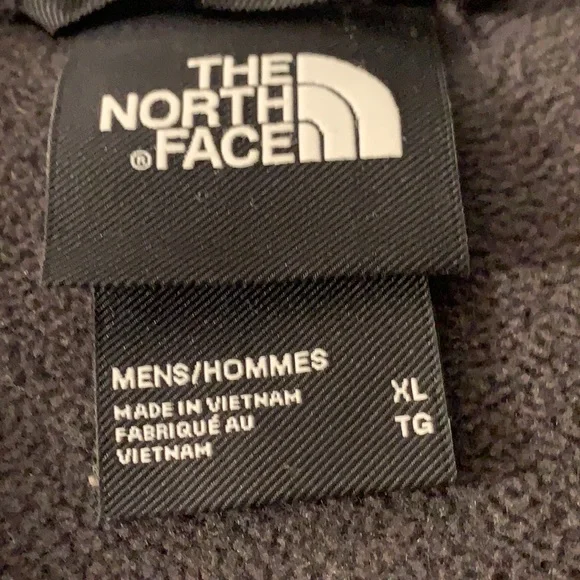 THE
NORTH
®FACE
MENS/HOMMES
MADE IN VIETNAM
FABRIQUÉ AU
VIETNAM
XL
TG